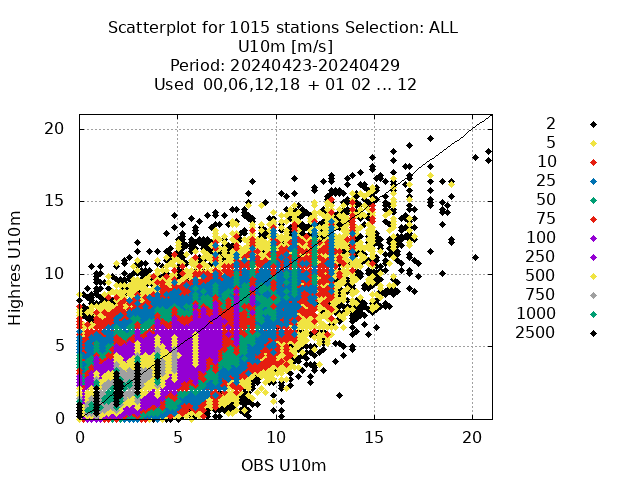 Scatterplot for 1015 stations Selection: ALL
U10m [m/s]
Period: 20240423-20240429
Used 00,06,12,18 + 01 02 ... 12
20
15
10
5
0
0 5 10 15 20
Highres U10m
OBS U10m
2
5
10
25
50
75
100
250
500
750
1000
2500